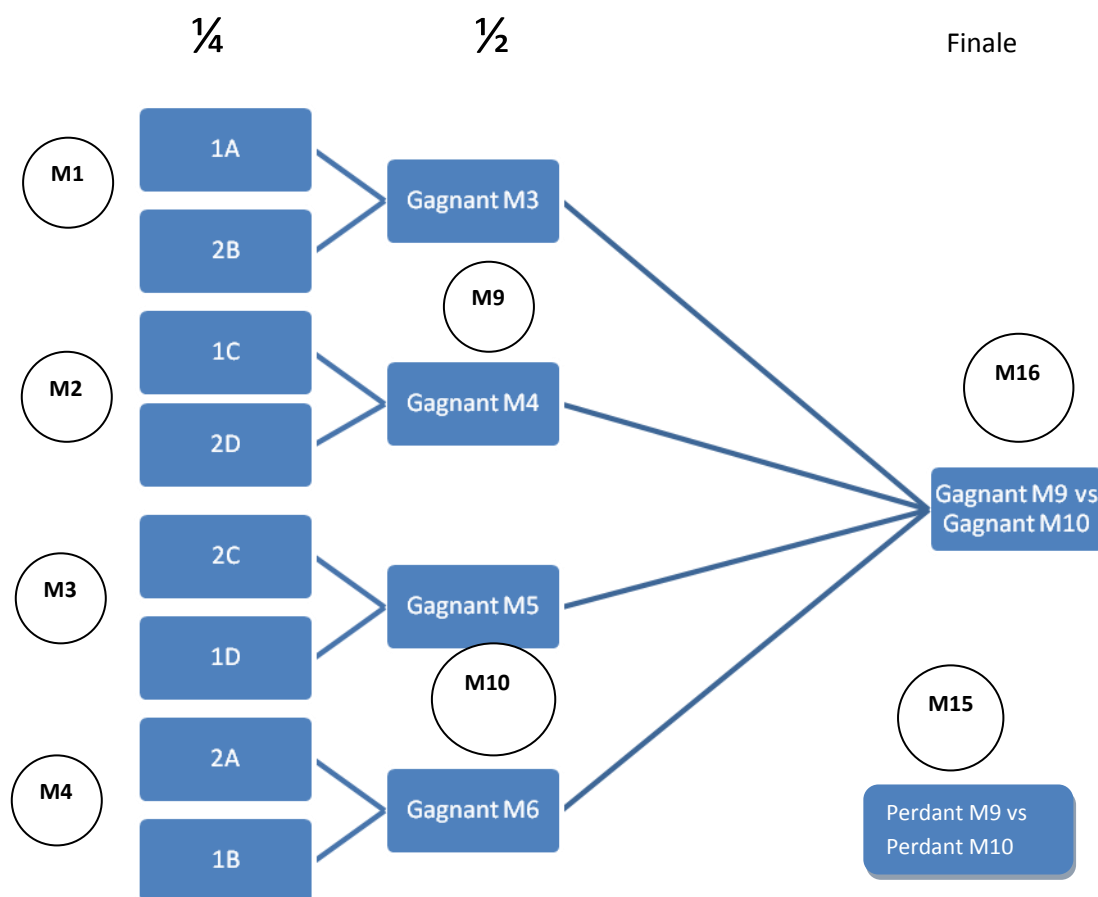 ¼
½
Finale
M1
1A
2B
Gagnant M3
M9
M2
1C
2D
Gagnant M4
M16
Gagnant M9 vs
Gagnant M10
M3
2C
1D
Gagnant M5
M10
M15
M4
2A
1B
Gagnant M6
Perdant M9 vs
Perdant M10